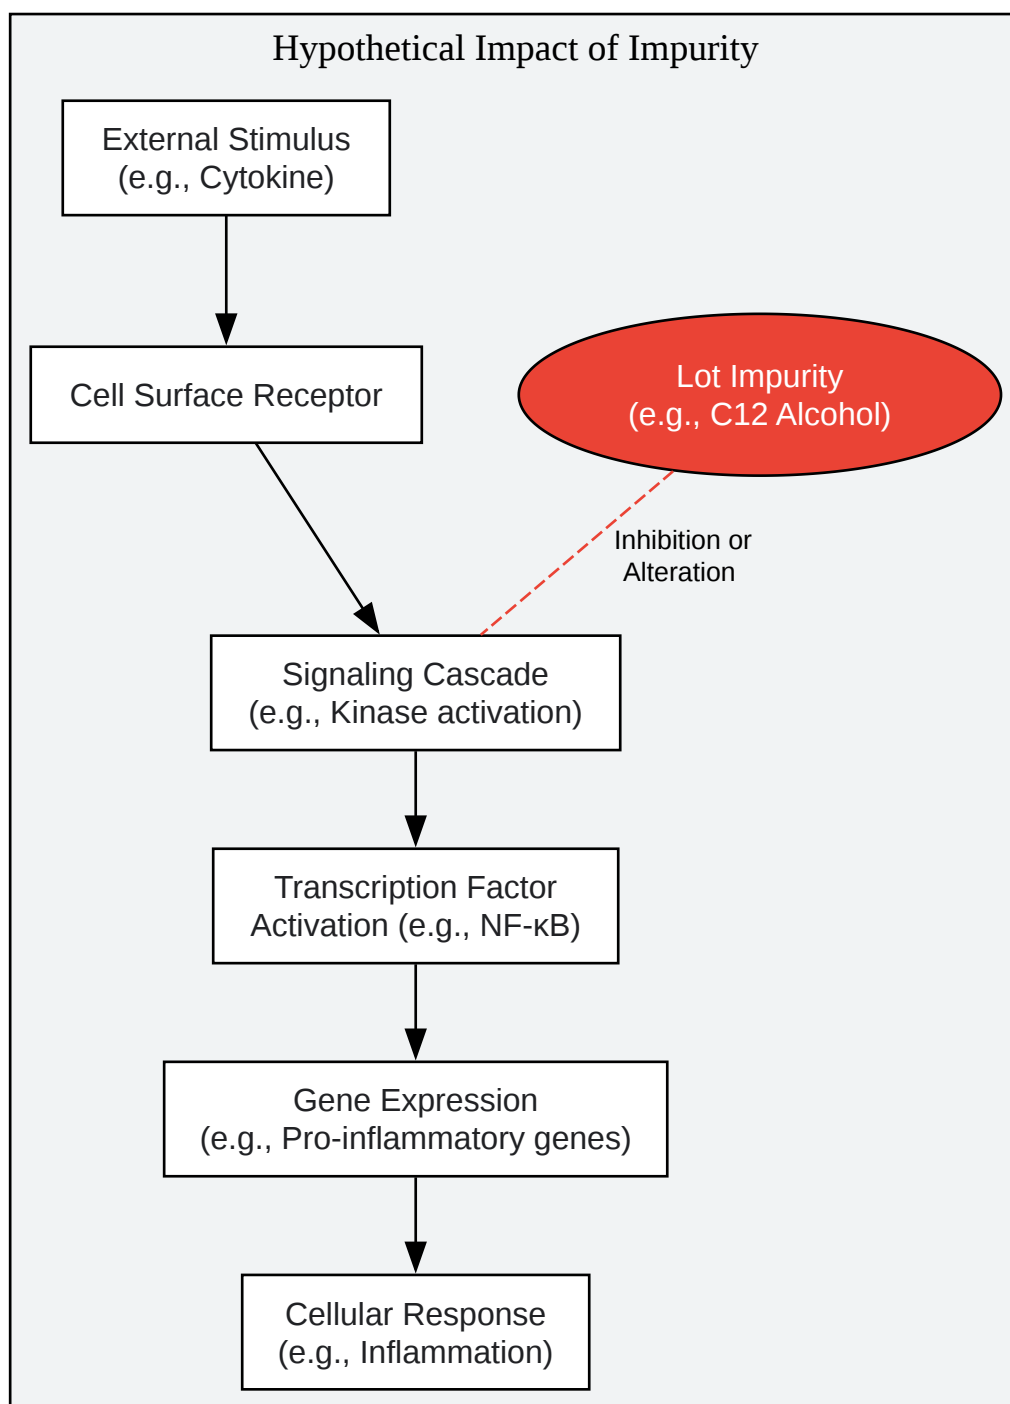 Hypothetical Impact of Impurity
External Stimulus
(e.g., Cytokine)
Cell Surface Receptor
Lot Impurity
(e.g., C12 Alcohol)
Inhibition or
Alteration
Signaling Cascade
(e.g., Kinase activation)
Transcription Factor
Activation (e.g., NF-κB)
Gene Expression
(e.g., Pro-inflammatory genes)
Cellular Response
(e.g., Inflammation)